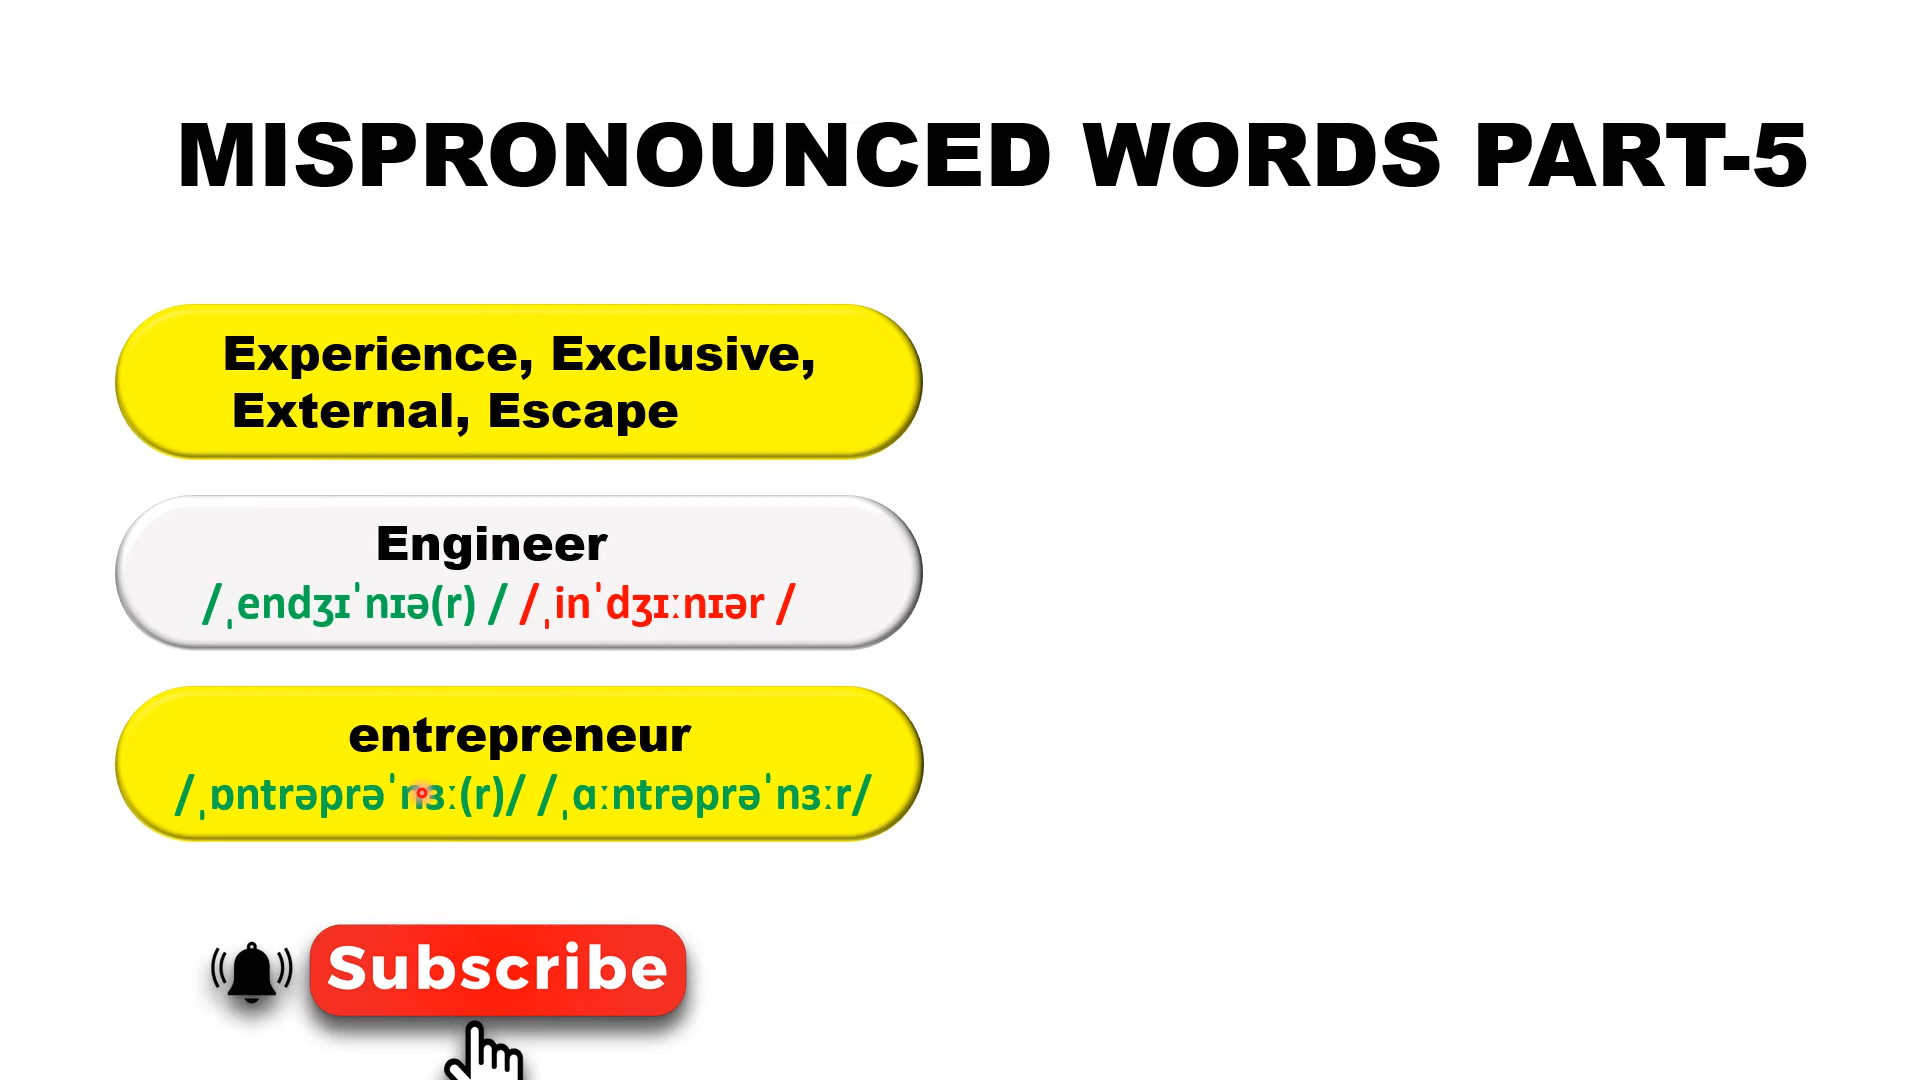 MISPRONOUNCED WORDS PART-5
Experience, Exclusive,
External, Escape
Engineer
/ˌendʒɪˈnɪə(r) / /ˌinˈdʒɪːnɪər /
entrepreneur
/ˌɒntrəprəˈnɜː(r)/ /ˌɑːntrəprəˈnɜːr/
Subscribe